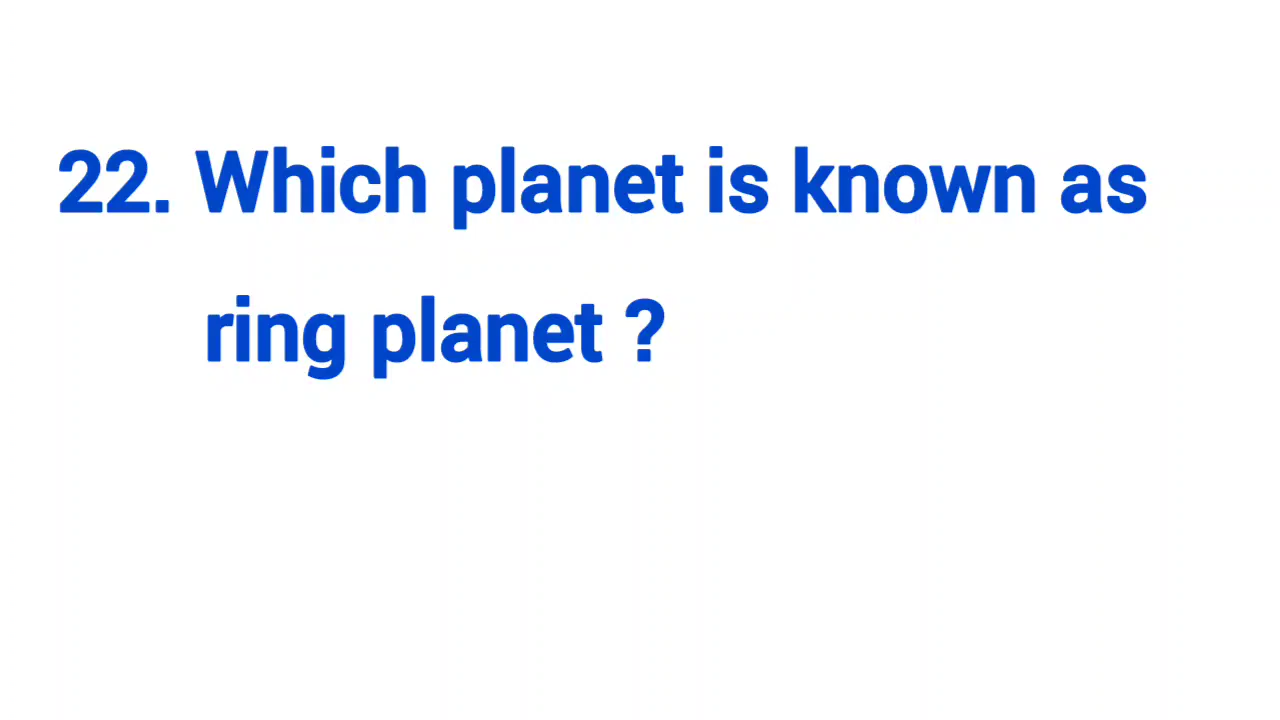 22. Which planet is known as
ring planet ?